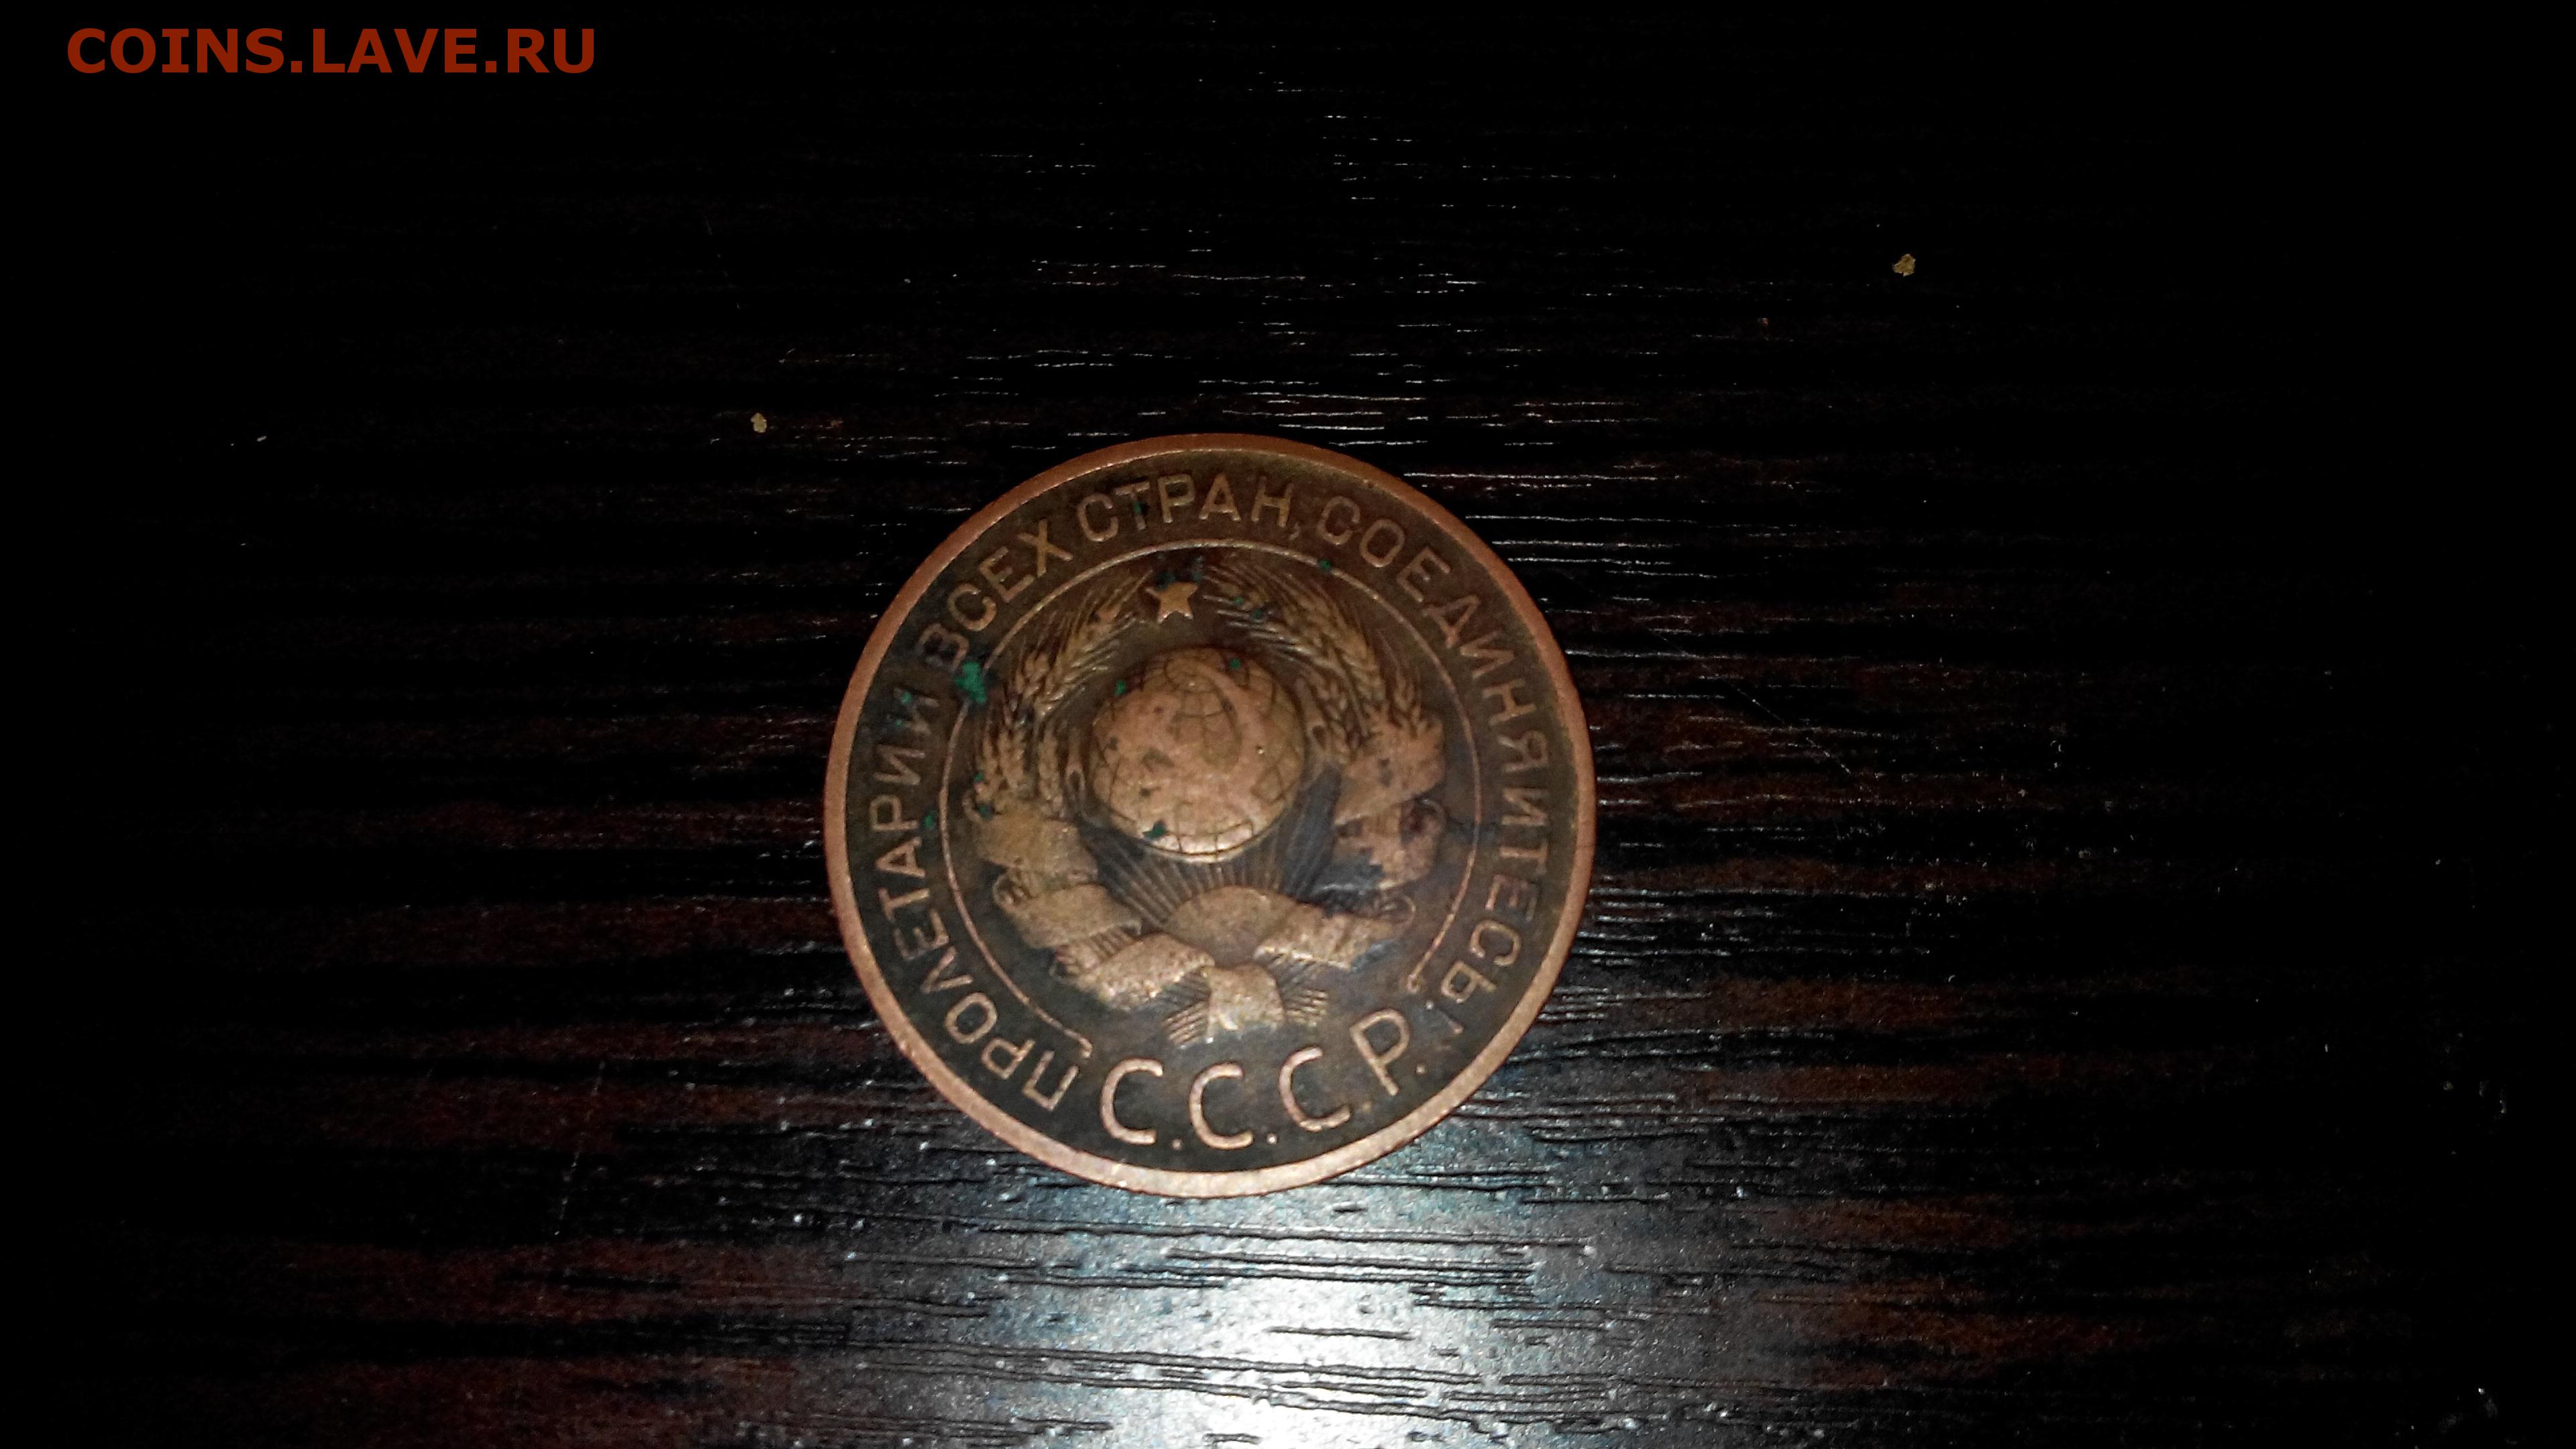 COINS.LAVE.RU
ПРОЛЕТАРИИ ВСЕХ СТРАН, СОЕДИНЯЙТЕСЬ!
С.С.С.Р.